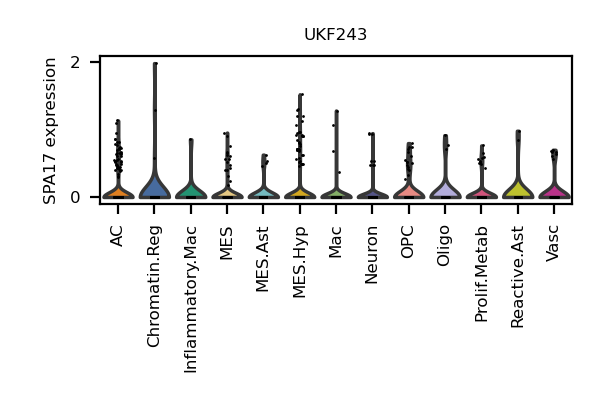 UKF243
SPA17 expression
2
0
AC
Chromatin.Reg
Inflammatory.Mac
MES
MES.Ast
MES.Hyp
Mac
Neuron
OPC
Oligo
Prolif.Metab
Reactive.Ast
Vasc